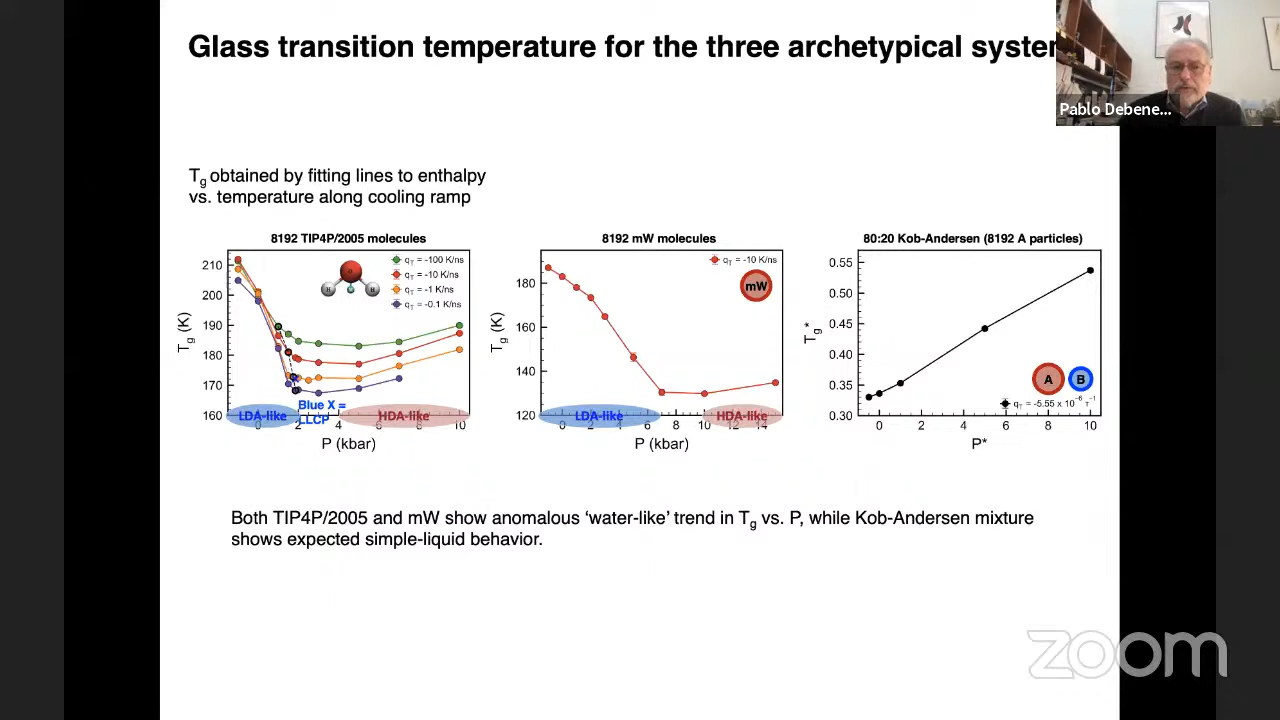 Glass transition temperature for the three archetypical
Pablo Debene...
Tg obtained by fitting lines to enthalpy
vs. temperature along cooling ramp
8192 TIP4P/2005 molecules
210
200
190
180
170
160
Tg (K)
H
H
qT = -100 K/ns
qT = -10 K/ns
qT = -1 K/ns
qT = -0.1 K/ns
LDA-like
Blue X =
LLCP
HDA-like
0 2 10
P (kbar)
8192 mW molecules
180
160
140
120
Tg (K)
qT = -10 K/ns
mW
LDA-like
HDA-like
0 2 4 6 8 10 12 14
P (kbar)
80:20 Kob-Andersen (8192 A particles)
0.55
0.50
0.45
0.40
0.35
0.30
Tg*
A
B
qT = -5.55 x 10⁻⁶ τ⁻¹
0 2 4 6 8 10
P*
Both TIP4P/2005 and mW show anomalous ‘water-like’ trend in Tg vs. P, while Kob-Andersen mixture
shows expected simple-liquid behavior.
zoom